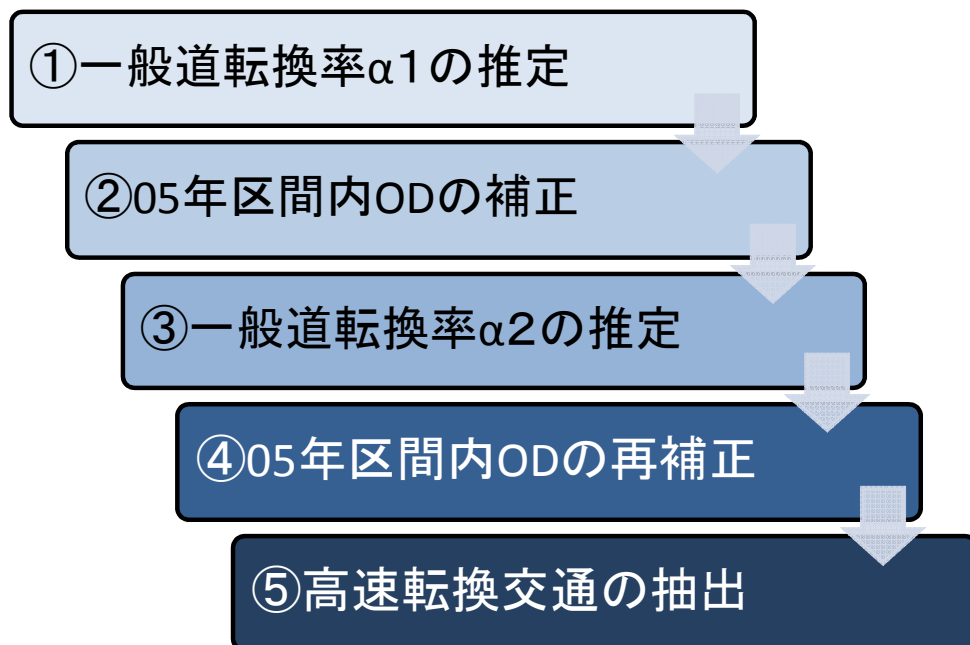 ①一般道転換率α1の推定
②05年区間内ODの補正
③一般道転換率α2の推定
④05年区間内ODの再補正
⑤高速転換交通の抽出